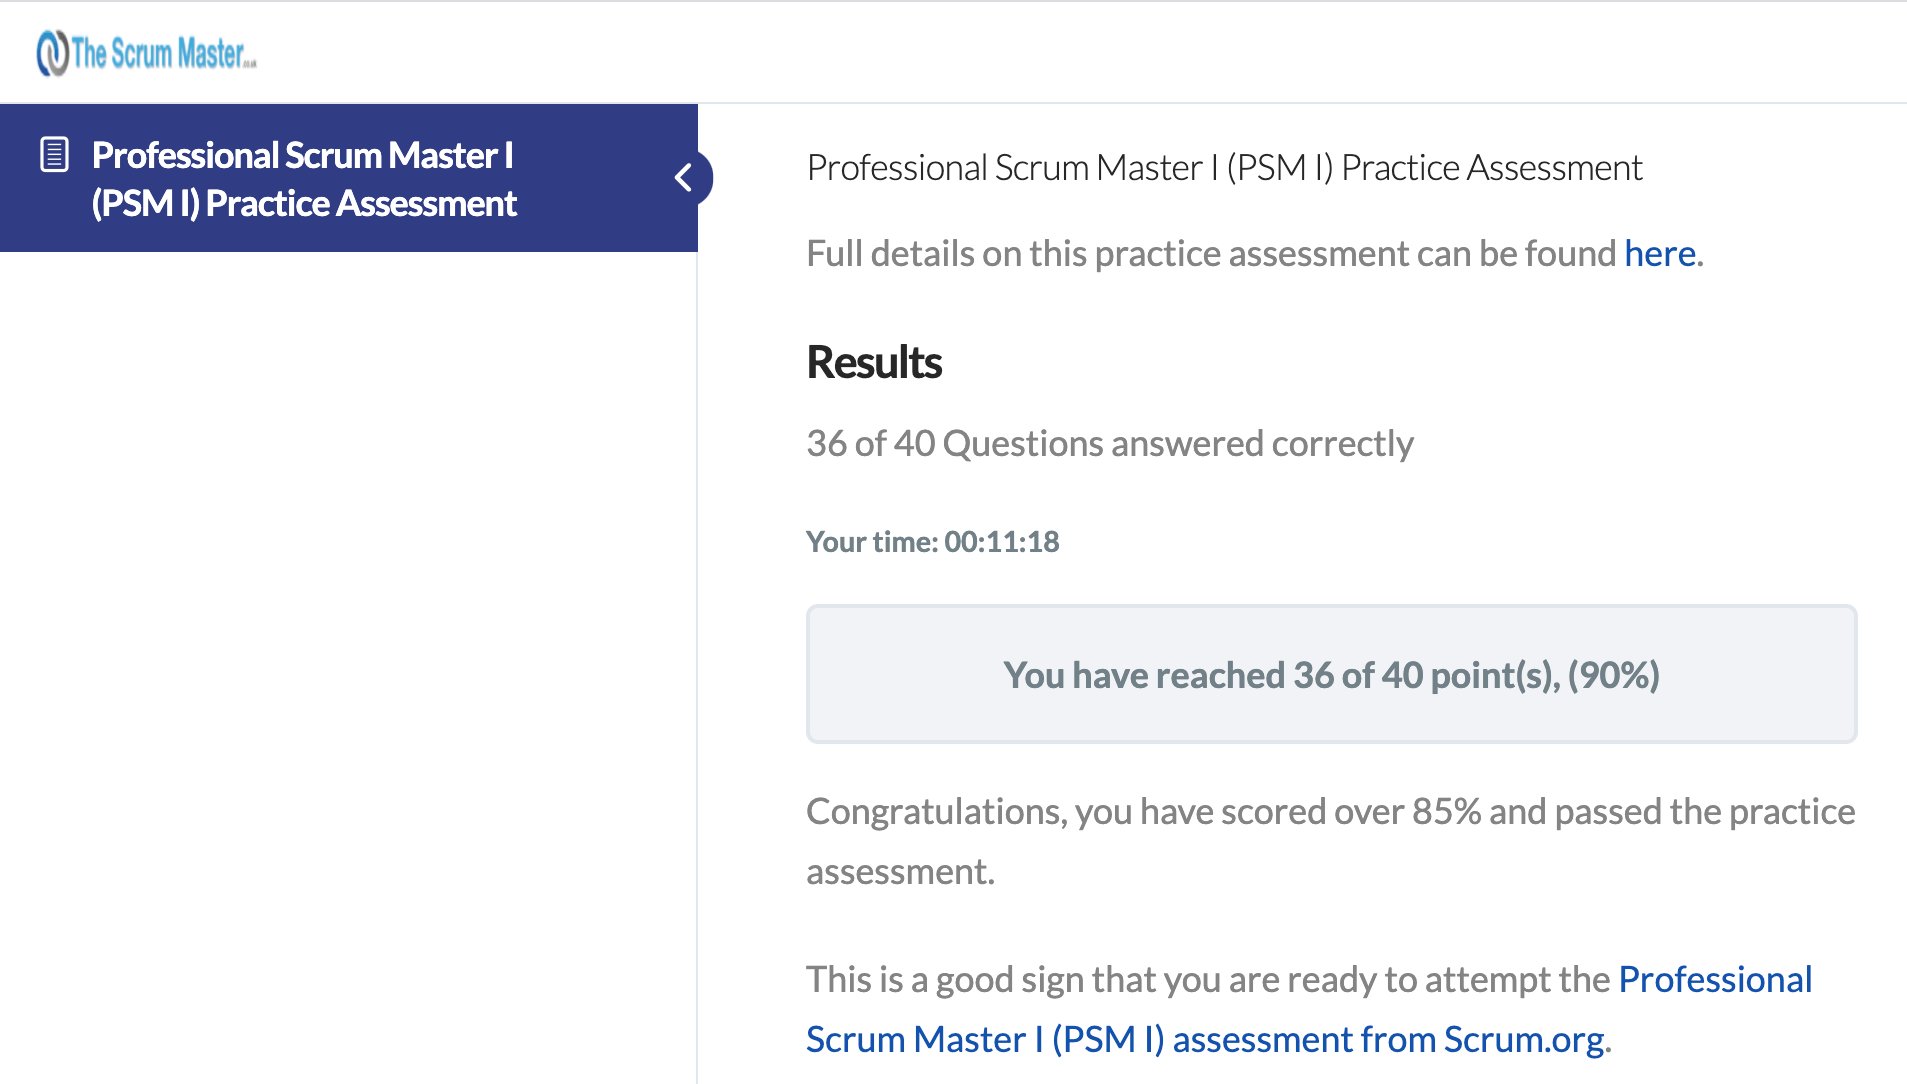 The Scrum Master.co.uk
Professional Scrum Master I
(PSM I) Practice Assessment
Professional Scrum Master I (PSM I) Practice Assessment
Full details on this practice assessment can be found here.
Results
36 of 40 Questions answered correctly
Your time: 00:11:18
You have reached 36 of 40 point(s), (90%)
Congratulations, you have scored over 85% and passed the practice
assessment.
This is a good sign that you are ready to attempt the Professional
Scrum Master I (PSM I) assessment from Scrum.org.